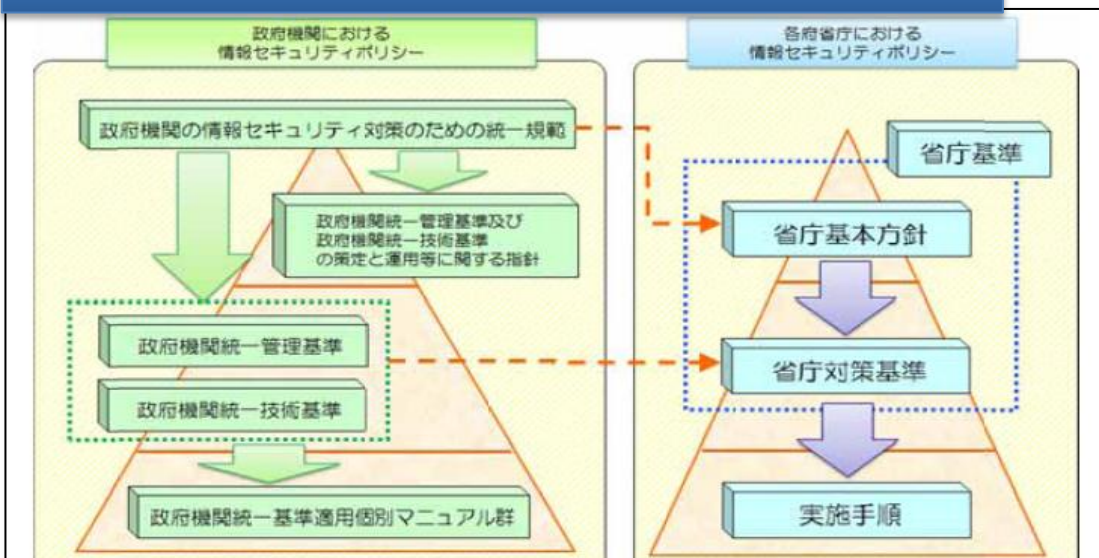 政府機関における
情報セキュリティポリシー
政府機関の情報セキュリティ対策のための統一規範
政府機関統一管理基準及び
政府機関統一技術基準
の策定と運用等に関する指針
政府機関統一管理基準
政府機関統一技術基準
政府機関統一基準適用個別マニュアル群
各府省庁における
情報セキュリティポリシー
省庁基準
省庁基本方針
省庁対策基準
実施手順